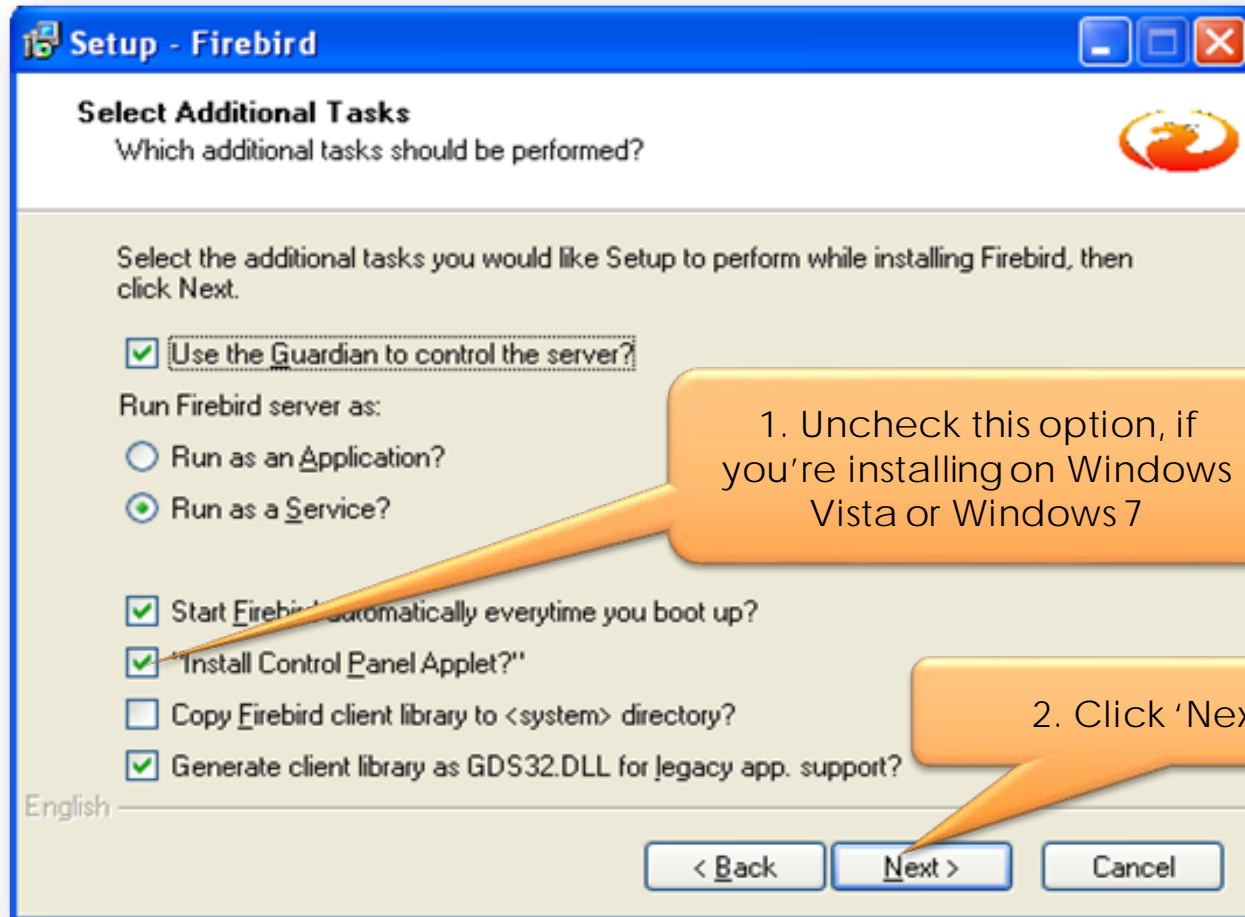 Setup - Firebird
Select Additional Tasks
Which additional tasks should be performed?
Select the additional tasks you would like Setup to perform while installing Firebird, then
click Next.
Use the Guardian to control the server?
Run Firebird server as:
Run as an Application?
Run as a Service?
1. Uncheck this option, if
you're installing on Windows
Vista or Windows 7
Start Firebird automatically everytime you boot up?
"Install Control Panel Applet?"
Copy Firebird client library to <system> directory?
2. Click ‘Nex
Generate client library as GDS32.DLL for legacy app. support?
English
< Back
Next >
Cancel